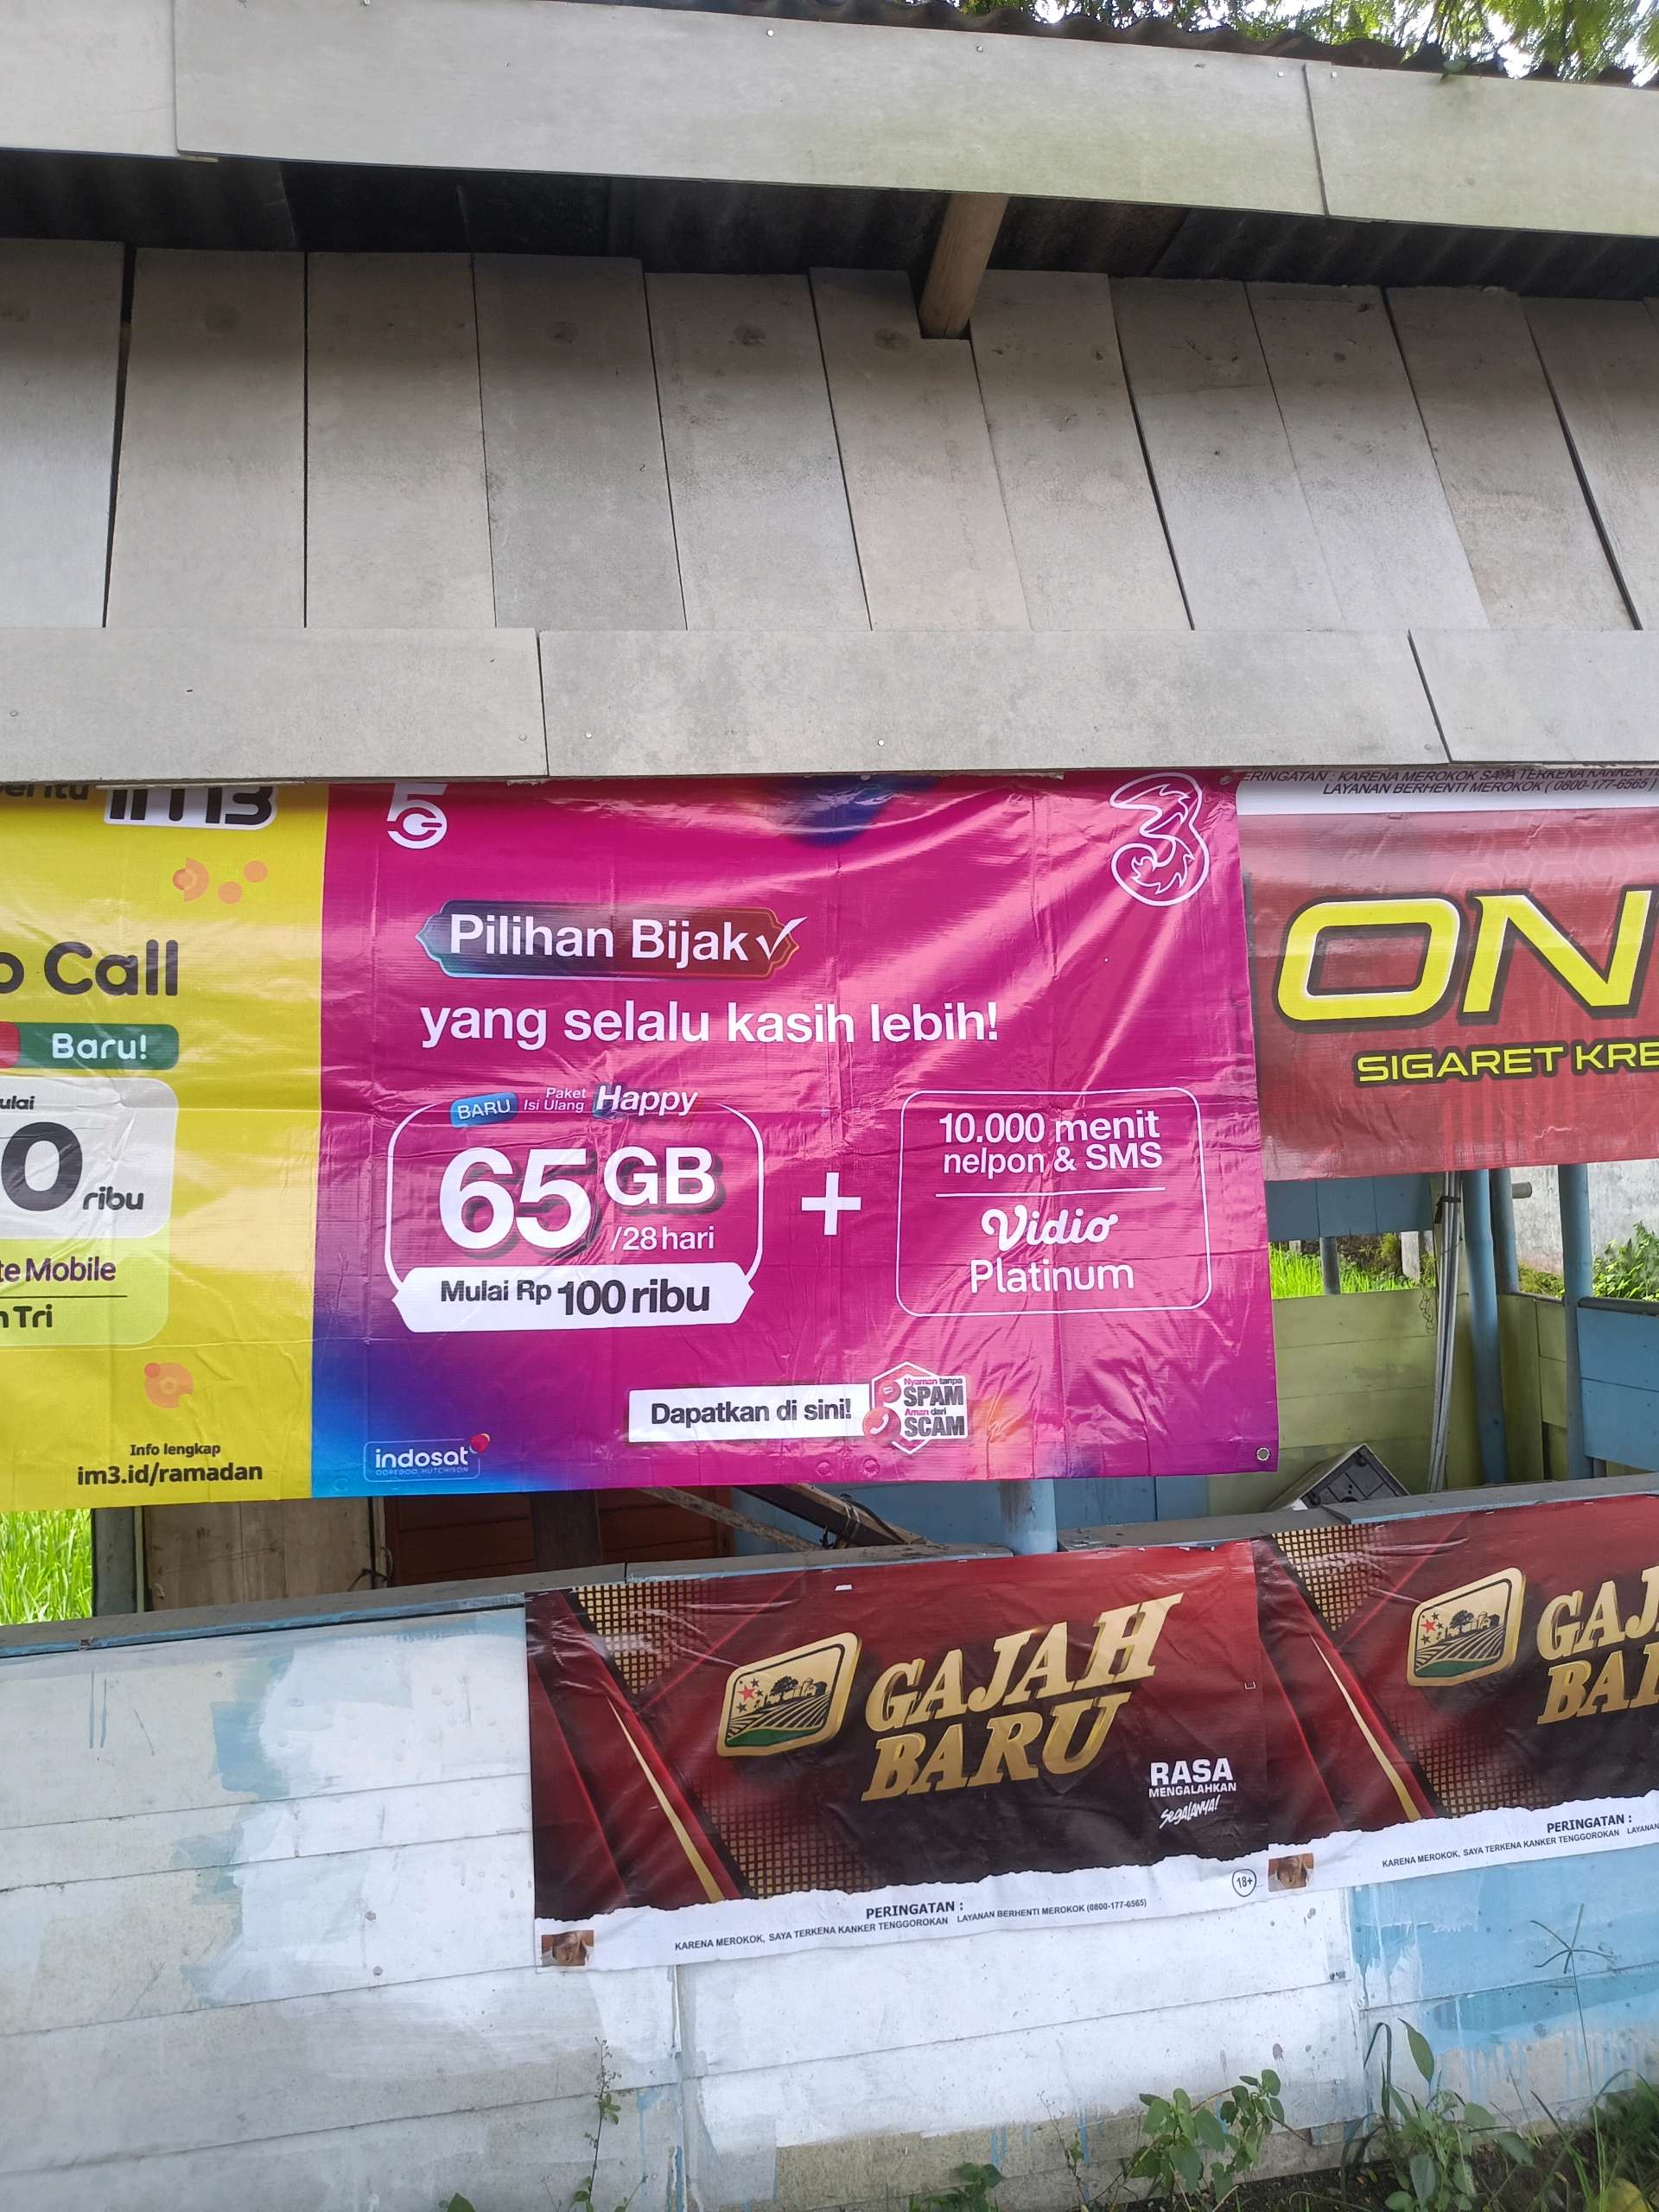 im3
Call
Baru!
ribu
Mobile
Tri
Info lengkap
im3.id/ramadan
5G
3
Pilihan Bijak
yang selalu kasih lebih!
BARU Paket Isi Ulang Happy
65 GB
/28 hari
Mulai Rp 100 ribu
+
10.000 menit
nelpon & SMS
Vidio
Platinum
Dapatkan di sini!
Nyaman tanpa
SPAM
Aman dari
SCAM
indosat
OOREDOO HUTCHISON
PERINGATAN : KARENA MEROKOK SAYA TERKENA KANKER
LAYANAN BERHENTI MEROKOK ( 0800-177-6565 )
ON
SIGARET KRE
GAJAH
BARU
RASA
MENGALAHKAN
Segalanya!
18+
PERINGATAN :
KARENA MEROKOK, SAYA TERKENA KANKER TENGGOROKAN LAYANAN BERHENTI MEROKOK (0800-177-6565)
GAJ
BA
PERINGATAN :
KARENA MEROKOK, SAYA TERKENA KANKER TENGGOROKAN LAYANAN